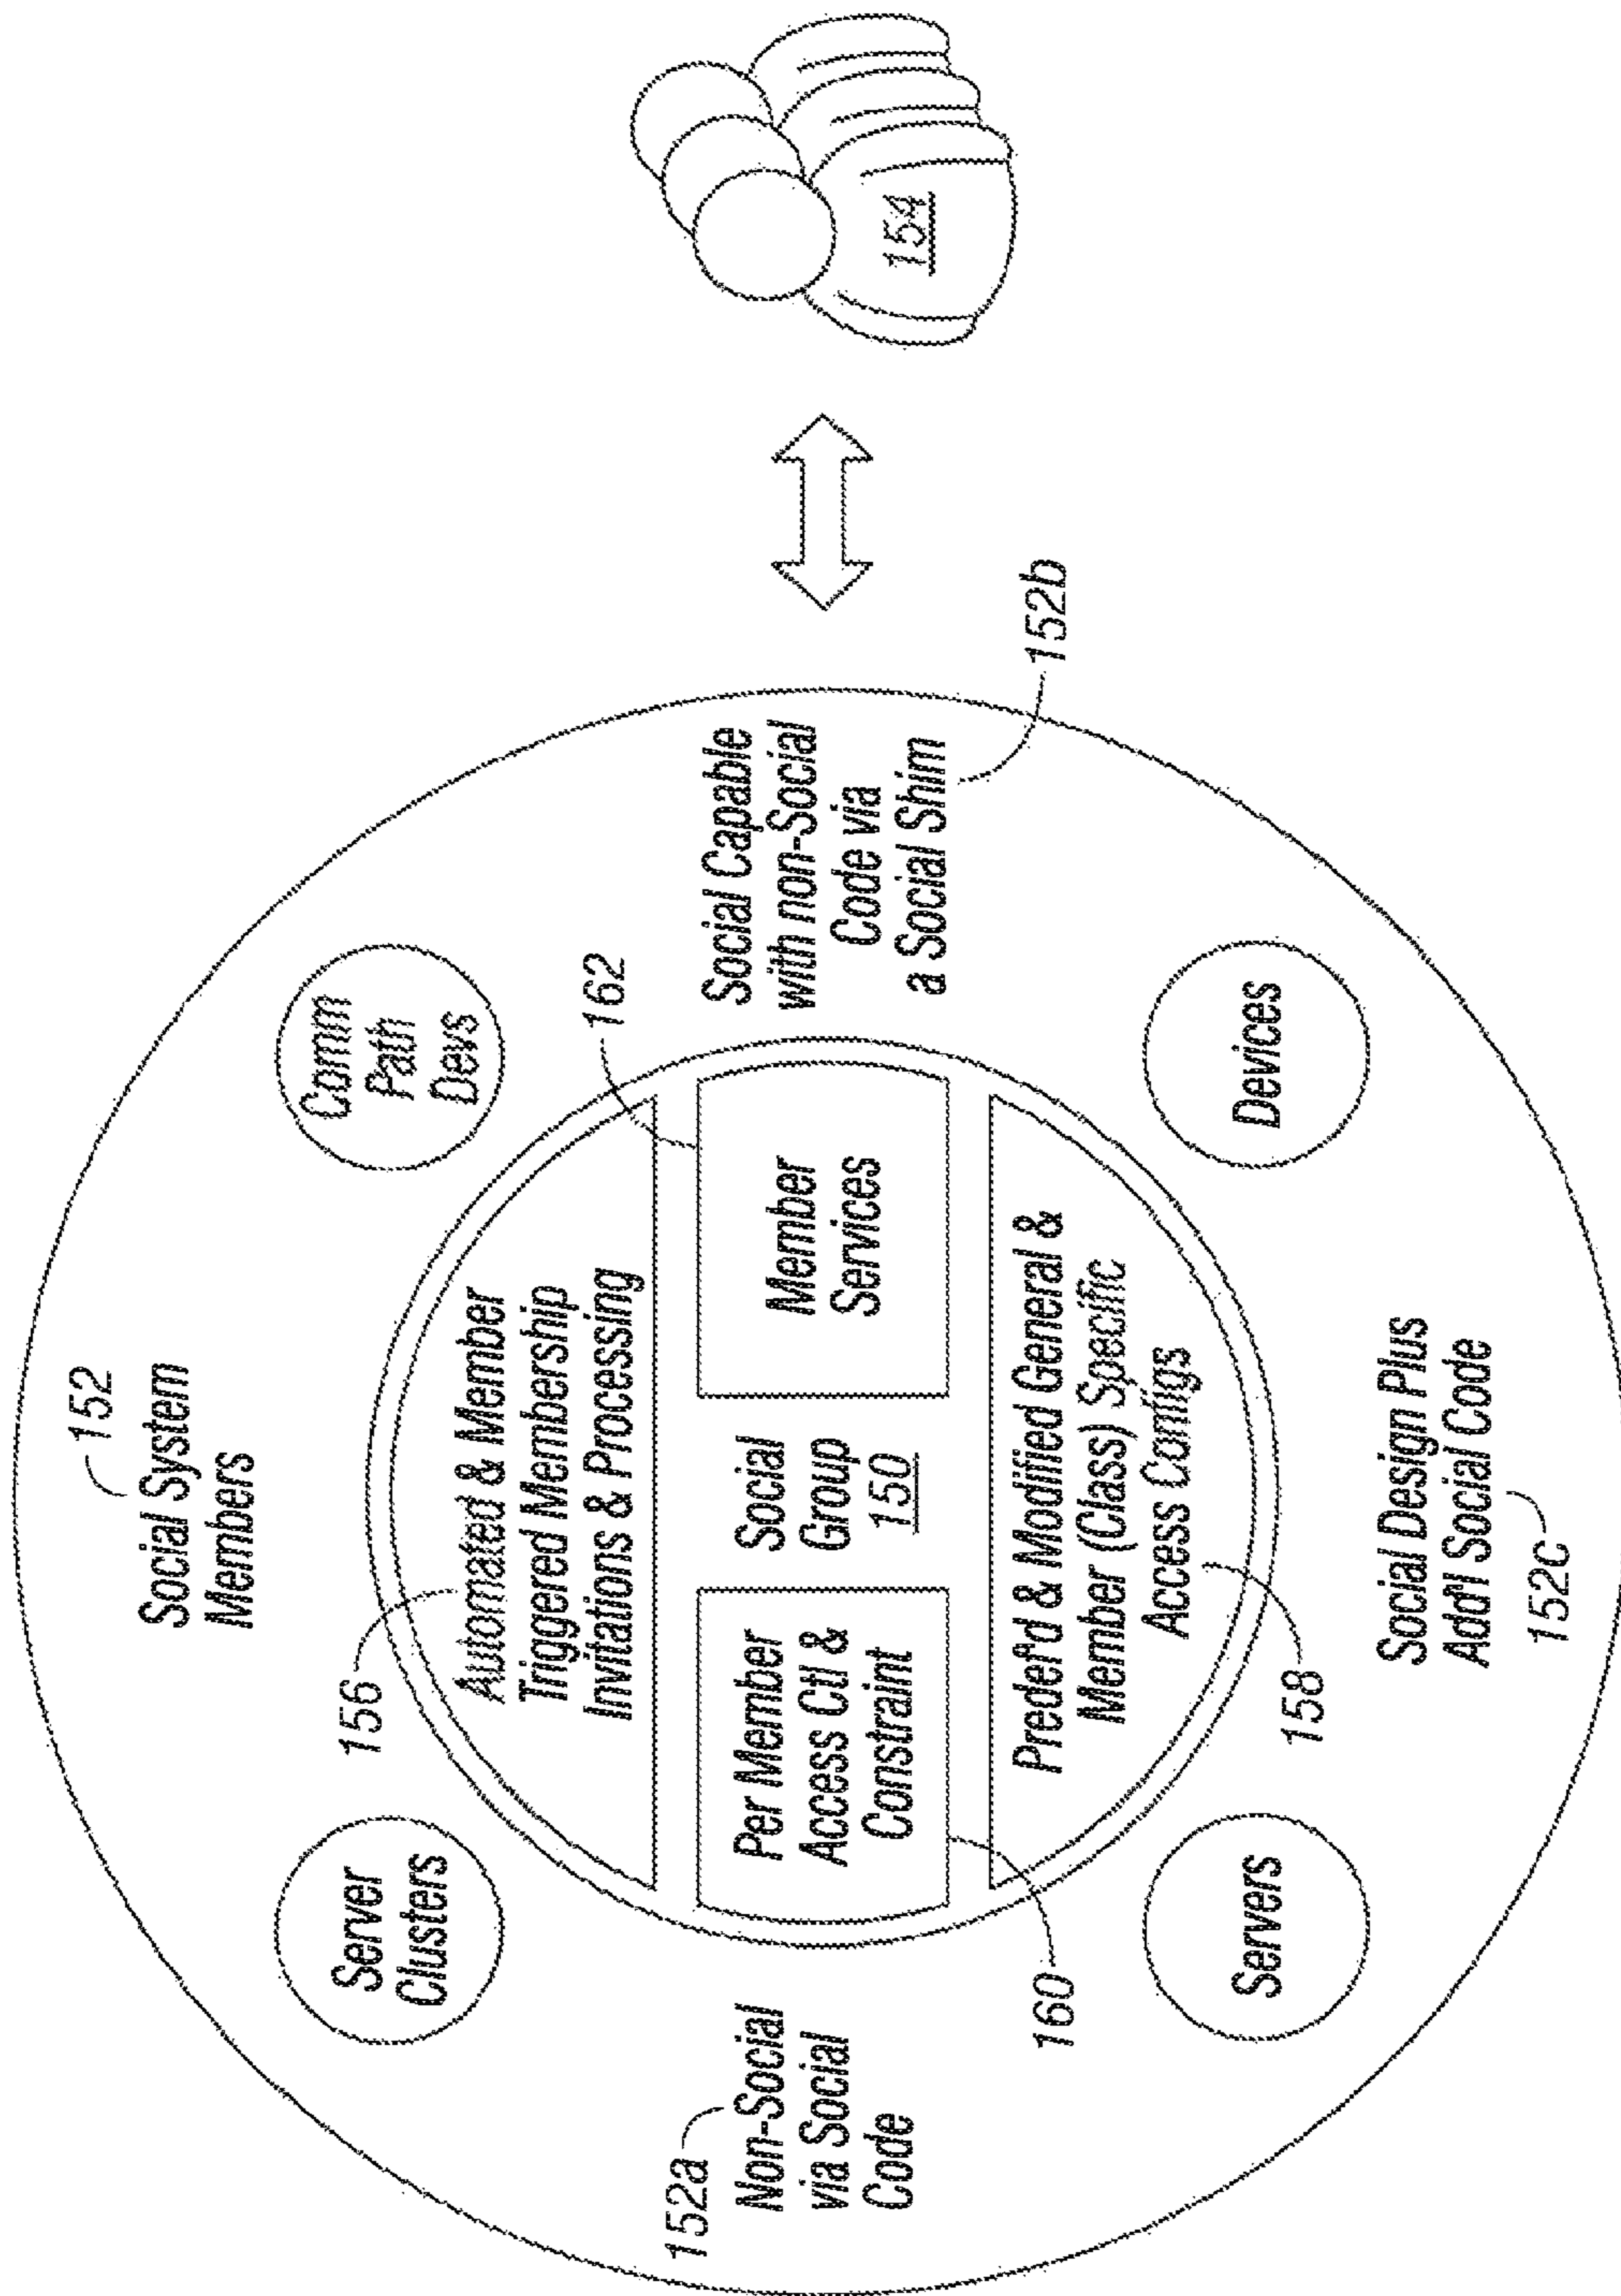 152
Social System
Members
Server
Clusters
Comm
Path
Devs
156
Automated & Member
Triggered Membership
Invitations & Processing
162
152a
Non-Social
via Social
Code
Per Member
Access Ctl &
Constraint
Social
Group
150
Member
Services
Social Capable
with non-Social
Code via
a Social Shim
152b
154
160
Predef'd & Modified General &
Member (Class) Specific
Access Configs
158
Servers
Devices
Social Design Plus
Add'l Social Code
152c